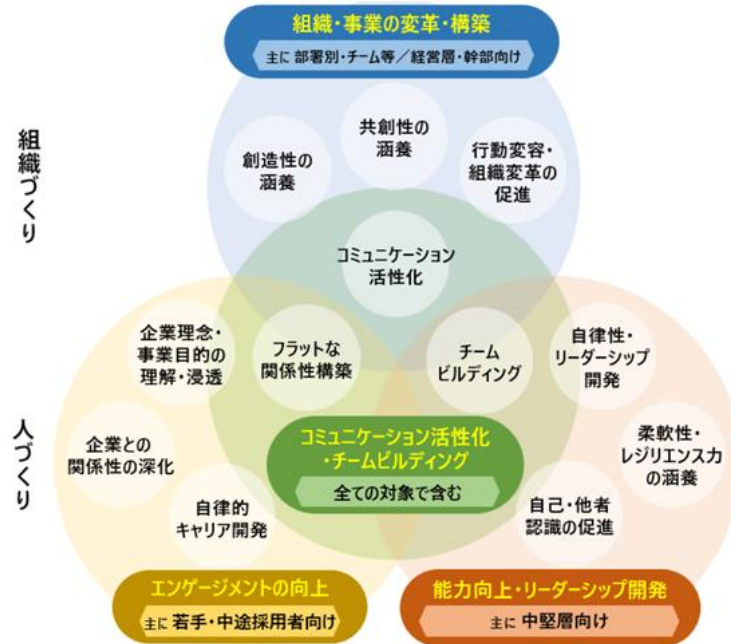 組織・事業の変革・構築
主に 部署別・チーム等／経営層・幹部向け
組織づくり
共創性の
涵養
創造性の
涵養
行動変容・
組織変革の
促進
コミュニケーション
活性化
企業理念・
事業目的の
理解・浸透
フラットな
関係性構築
チーム
ビルディング
自律性・
リーダーシップ
開発
人づくり
企業との
関係性の深化
コミュニケーション活性化
・チームビルディング
全ての対象で含む
柔軟性・
レジリエンス力
の涵養
自律的
キャリア開発
自己・他者
認識の促進
エンゲージメントの向上
主に 若手・中途採用者向け
能力向上・リーダーシップ開発
主に 中堅層向け